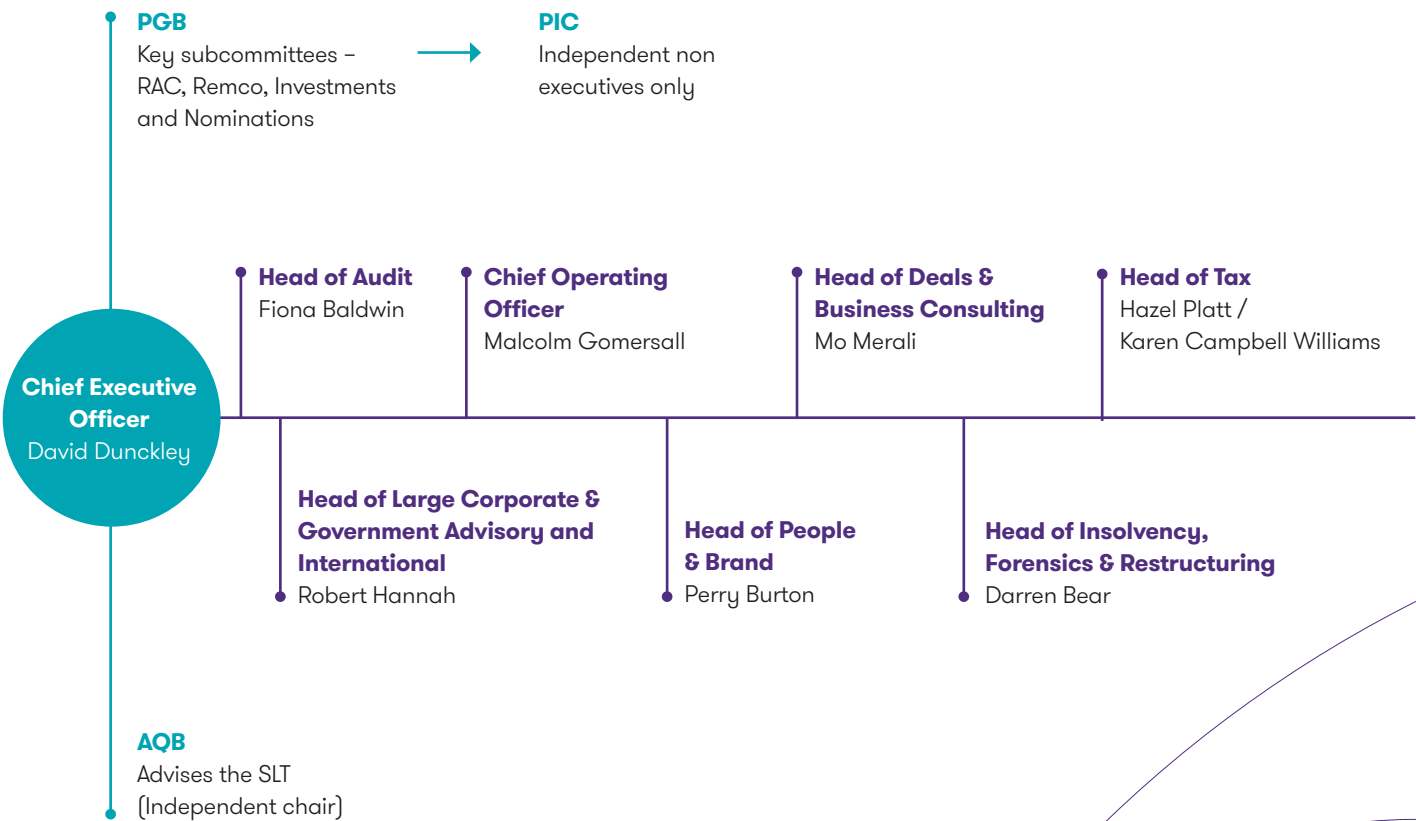 PGB
Key subcommittees –
RAC, Remco, Investments
and Nominations
PIC
Independent non
executives only
Head of Audit
Fiona Baldwin
Chief Operating
Officer
Malcolm Gomersall
Head of Deals &
Business Consulting
Mo Merali
Head of Tax
Hazel Platt /
Karen Campbell Williams
Chief Executive
Officer
David Dunckley
Head of Large Corporate &
Government Advisory and
International
Robert Hannah
Head of People
& Brand
Perry Burton
Head of Insolvency,
Forensics & Restructuring
Darren Bear
AQB
Advises the SLT
(Independent chair)